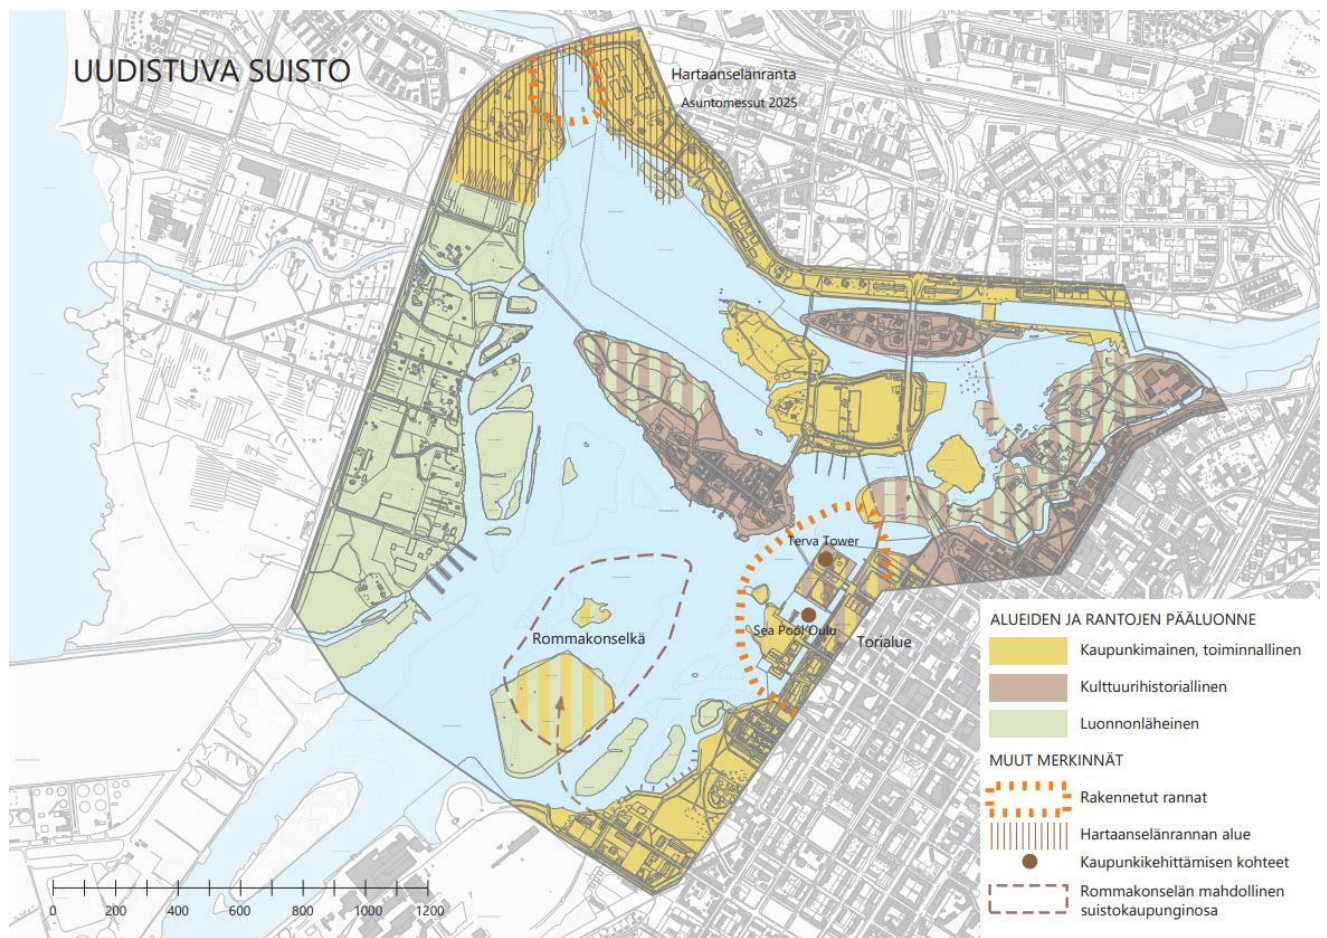 UUDISTUVA SUISTO
Hartaanselänranta
Asuntomessut 2025
Terva Tower
Sea Pool Oulu
Torialue
Rommakonselkä
ALUEIDEN JA RANTOJEN PÄÄLUONNE
Kaupunkimainen, toiminnallinen
Kulttuurihistoriallinen
Luonnonläheinen
MUUT MERKINNÄT
Rakennetut rannat
Hartaanselänrannan alue
Kaupunkikehittämisen kohteet
Rommakonselän mahdollinen
suistokaupunginosa
0 200 400 600 800 1000 1200